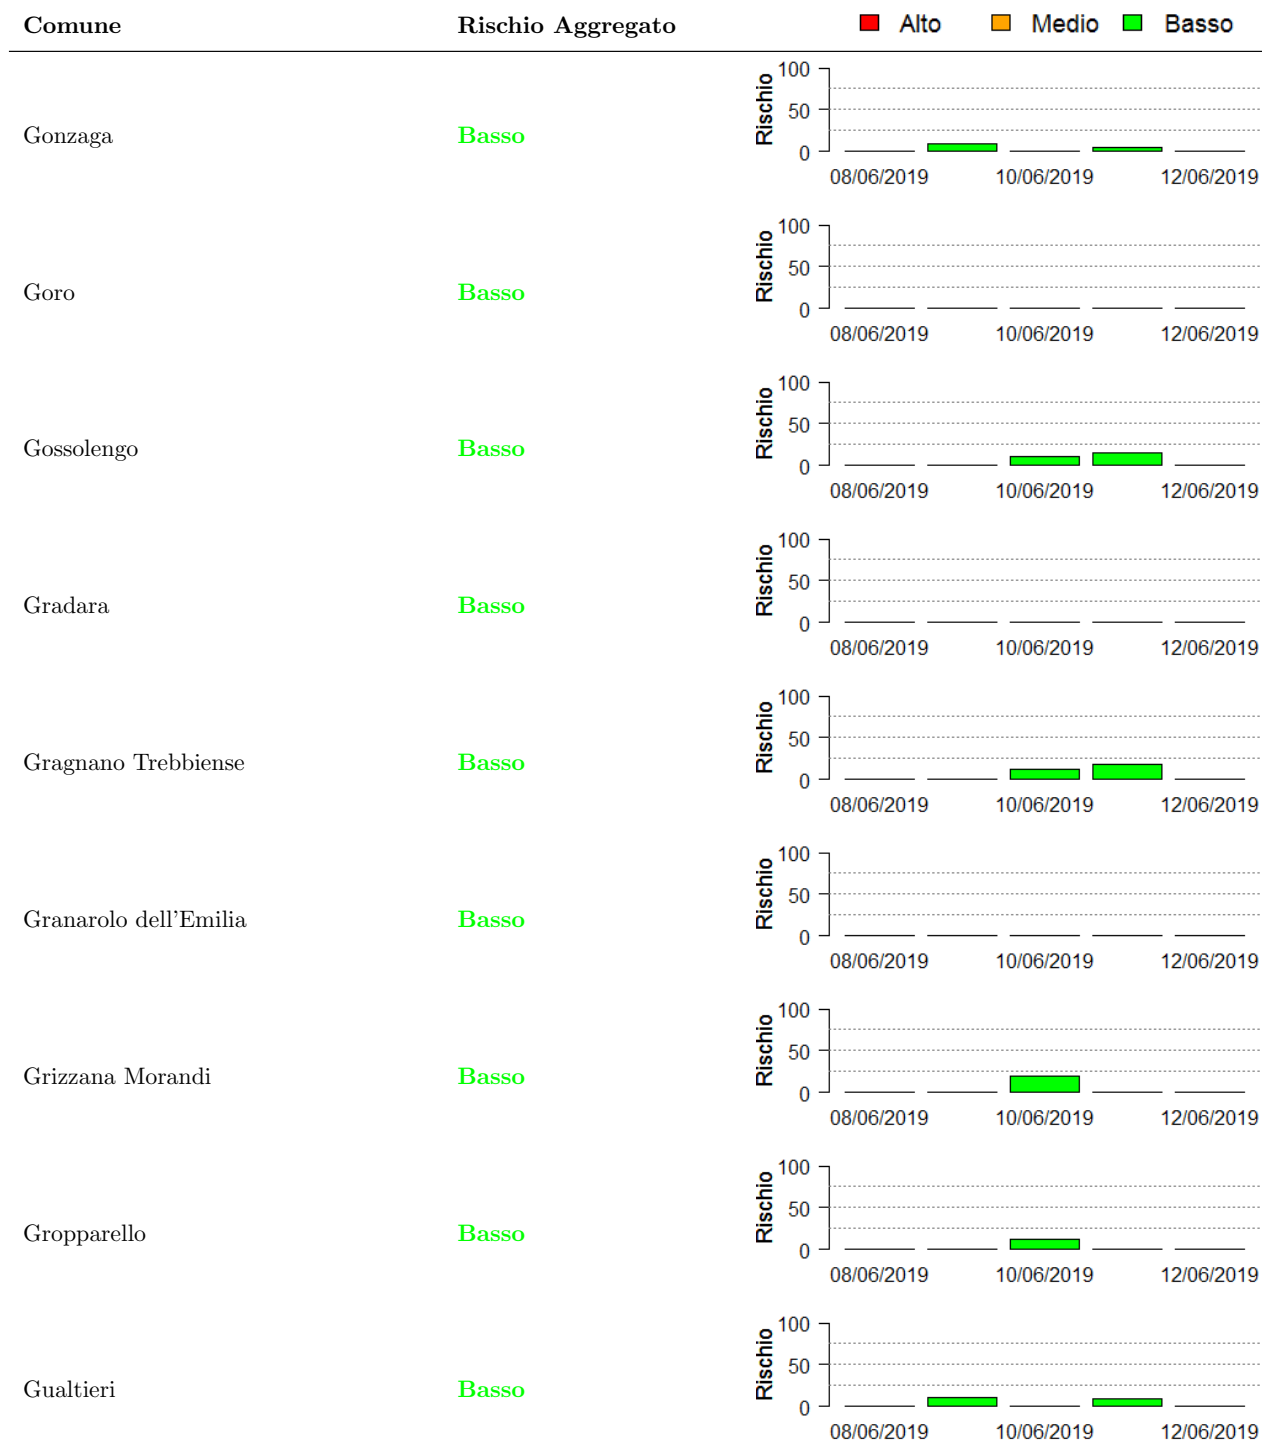 Comune Rischio Aggregato Alto Medio Basso
100
50
0
Rischio
Gonzaga Basso
08/06/2019 10/06/2019 12/06/2019
100
50
0
Rischio
Goro Basso
08/06/2019 10/06/2019 12/06/2019
100
50
0
Rischio
Gossolengo Basso
08/06/2019 10/06/2019 12/06/2019
100
50
0
Rischio
Gradara Basso
08/06/2019 10/06/2019 12/06/2019
100
50
0
Rischio
Gragnano Trebbiense Basso
08/06/2019 10/06/2019 12/06/2019
100
50
0
Rischio
Granarolo dell'Emilia Basso
08/06/2019 10/06/2019 12/06/2019
100
50
0
Rischio
Grizzana Morandi Basso
08/06/2019 10/06/2019 12/06/2019
100
50
0
Rischio
Gropparello Basso
08/06/2019 10/06/2019 12/06/2019
100
50
0
Rischio
Gualtieri Basso
08/06/2019 10/06/2019 12/06/2019